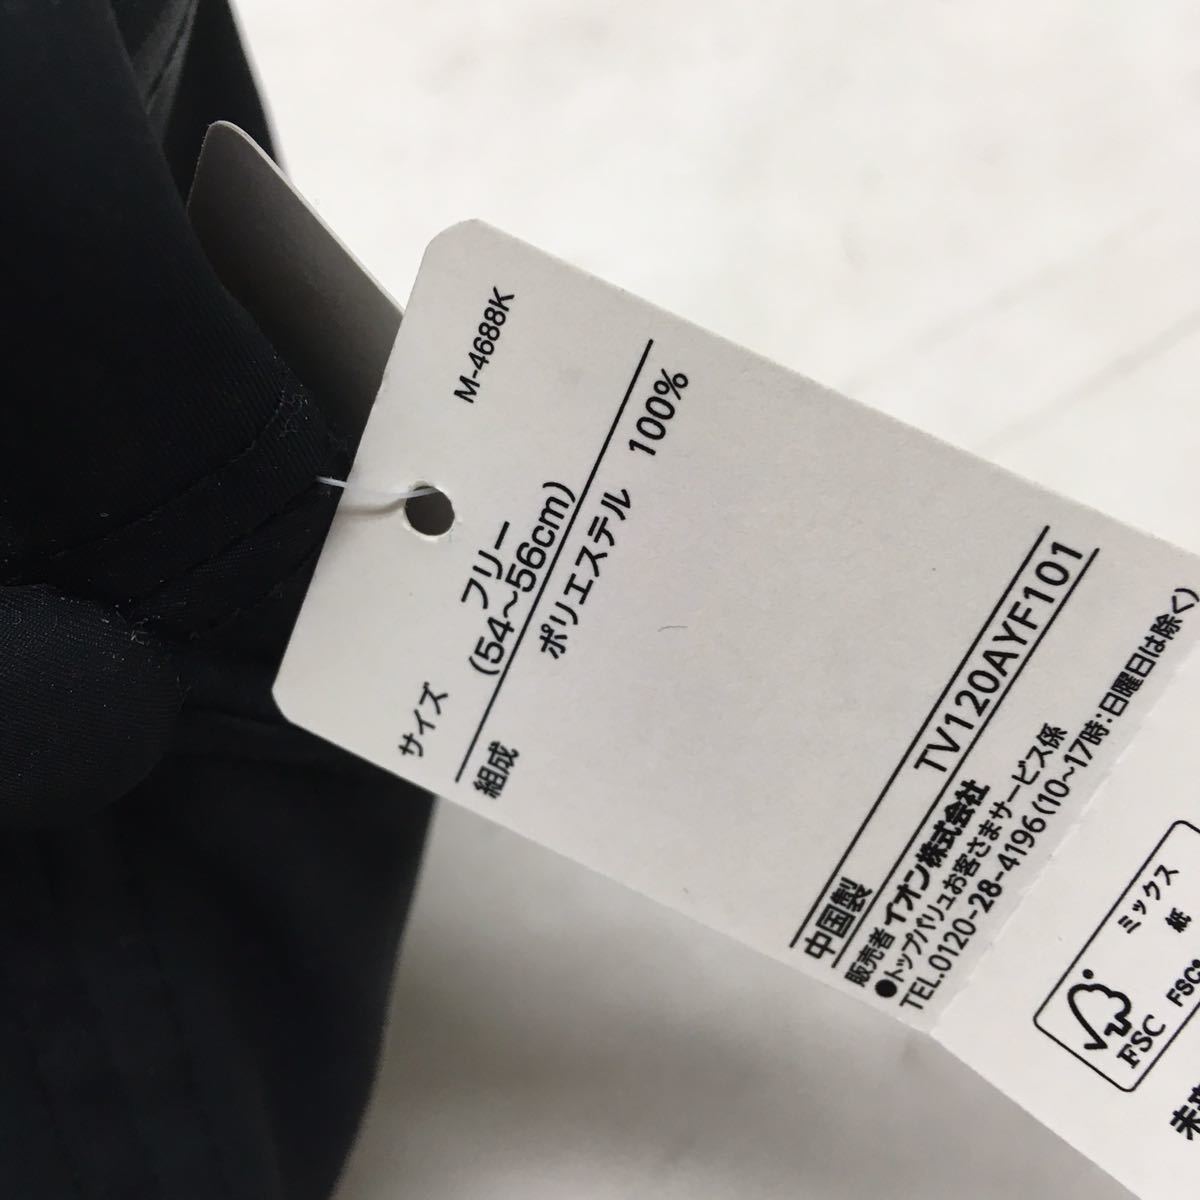 M-4688K
サイズ フリー
(54~56cm)
組成 ポリエステル 100%
中国製 TV120AYF101
販売者 イオン株式会社
●トップバリュお客さまサービス係
TEL.0120-28-4196(10~17時:日曜日は除く)
ミックス
紙
FSC
FSC®